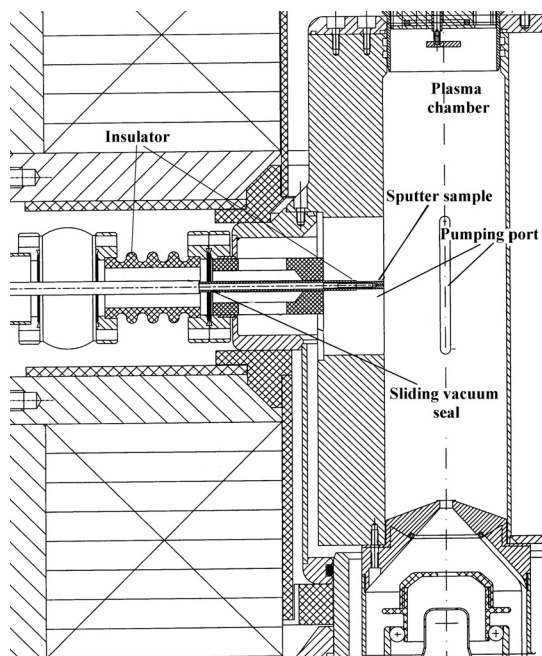 Plasma
chamber
Insulator
Sputter sample
Pumping port
Sliding vacuum
seal